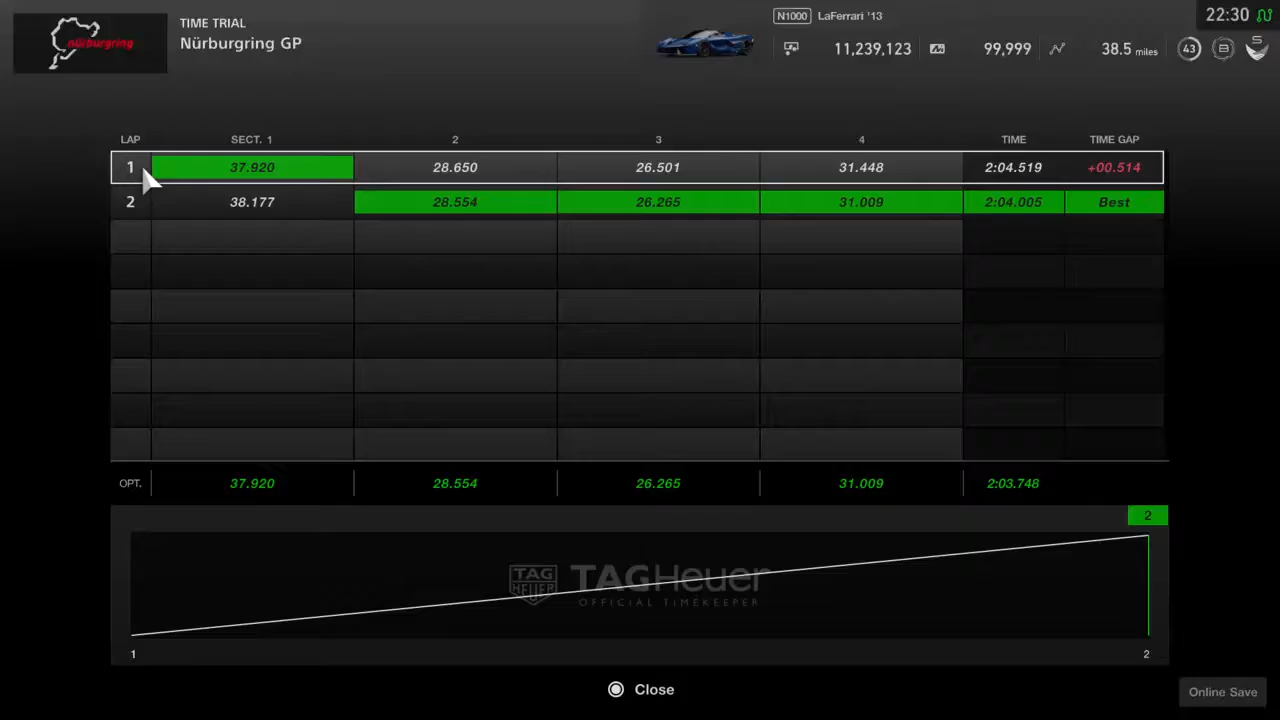 nürburgring
TIME TRIAL
Nürburgring GP
N1000 LaFerrari '13
11,239,123 99,999 38.5 miles 43 B S
22:30
LAP SECT. 1 2 3 4 TIME TIME GAP
1 37.920 28.650 26.501 31.448 2:04.519 +00.514
2 38.177 28.554 26.265 31.009 2:04.005 Best
OPT. 37.920 28.554 26.265 31.009 2:03.748
2
TAG HEUER TAGHeuer
OFFICIAL TIMEKEEPER
1 2
Close
Online Save